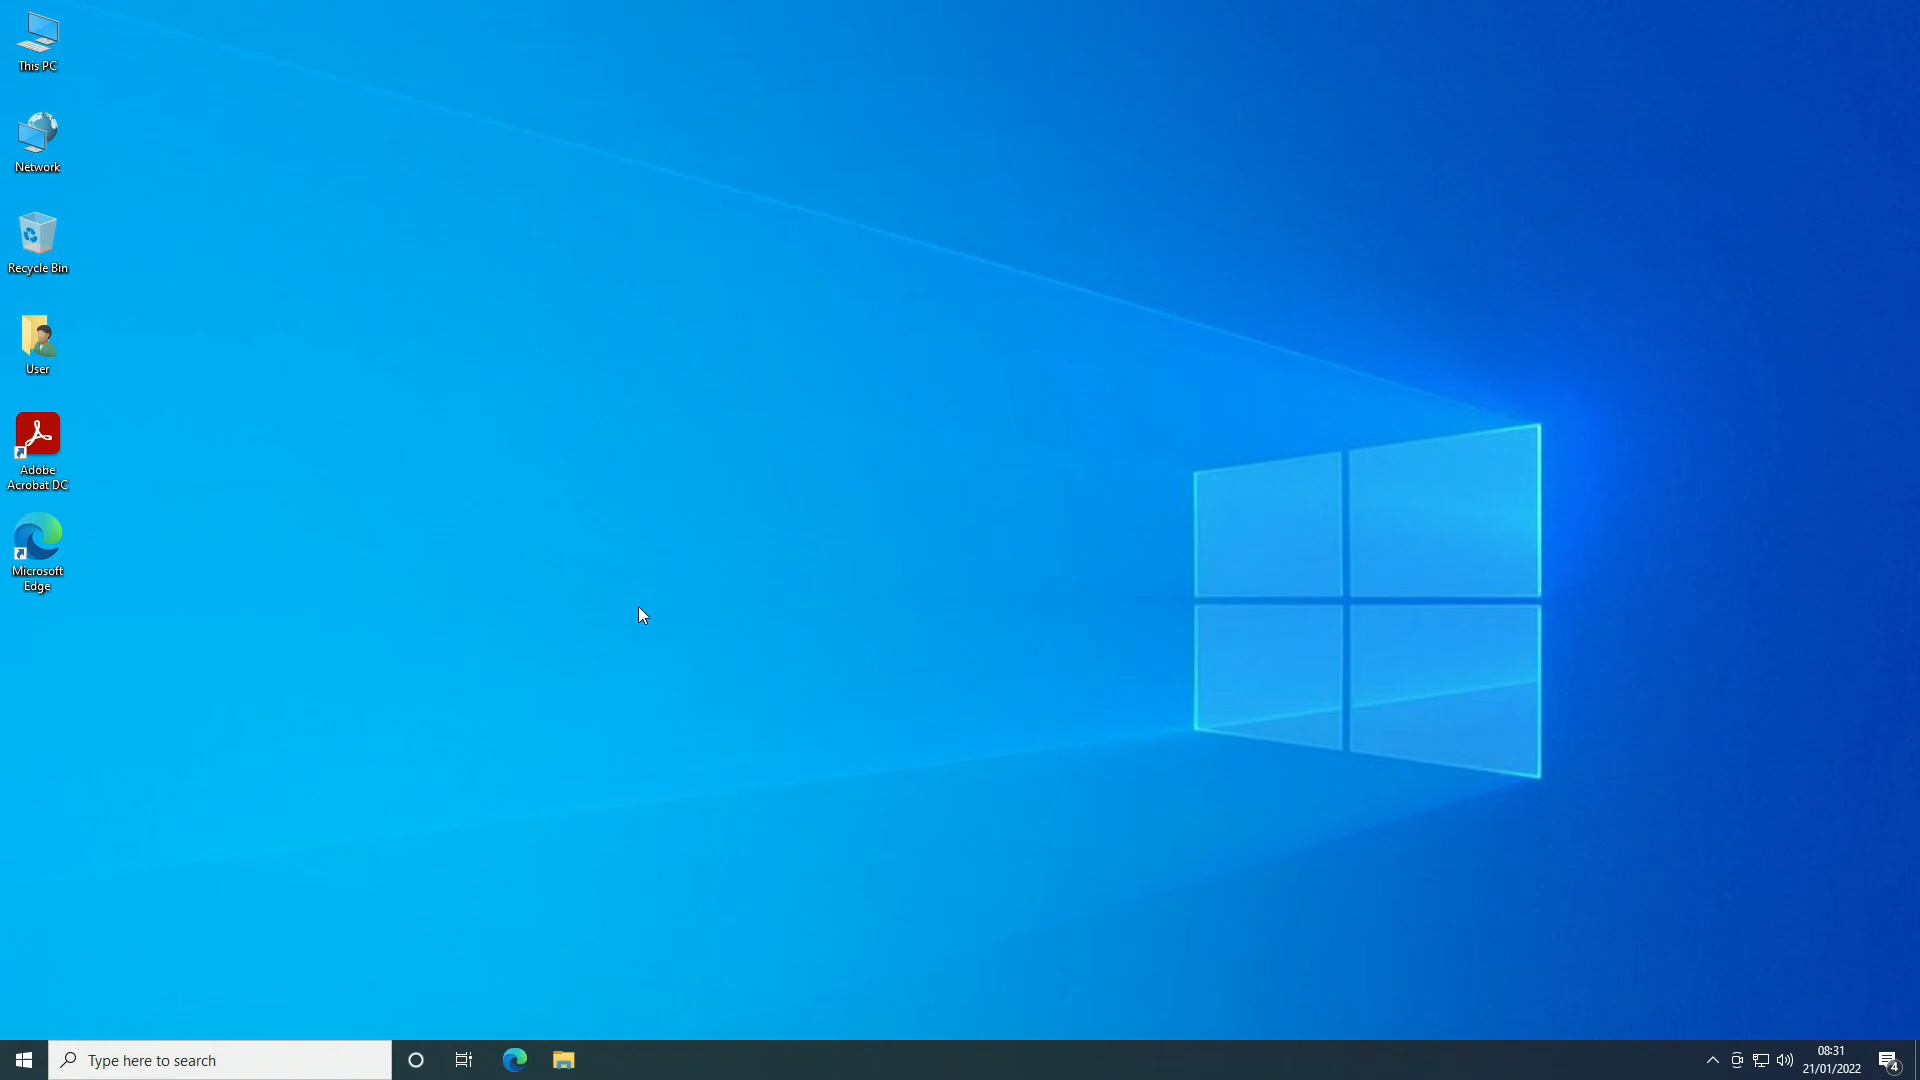 This PC
Network
Recycle Bin
User
Adobe
Acrobat DC
Microsoft
Edge
Type here to search
08:31
21/01/2022
4